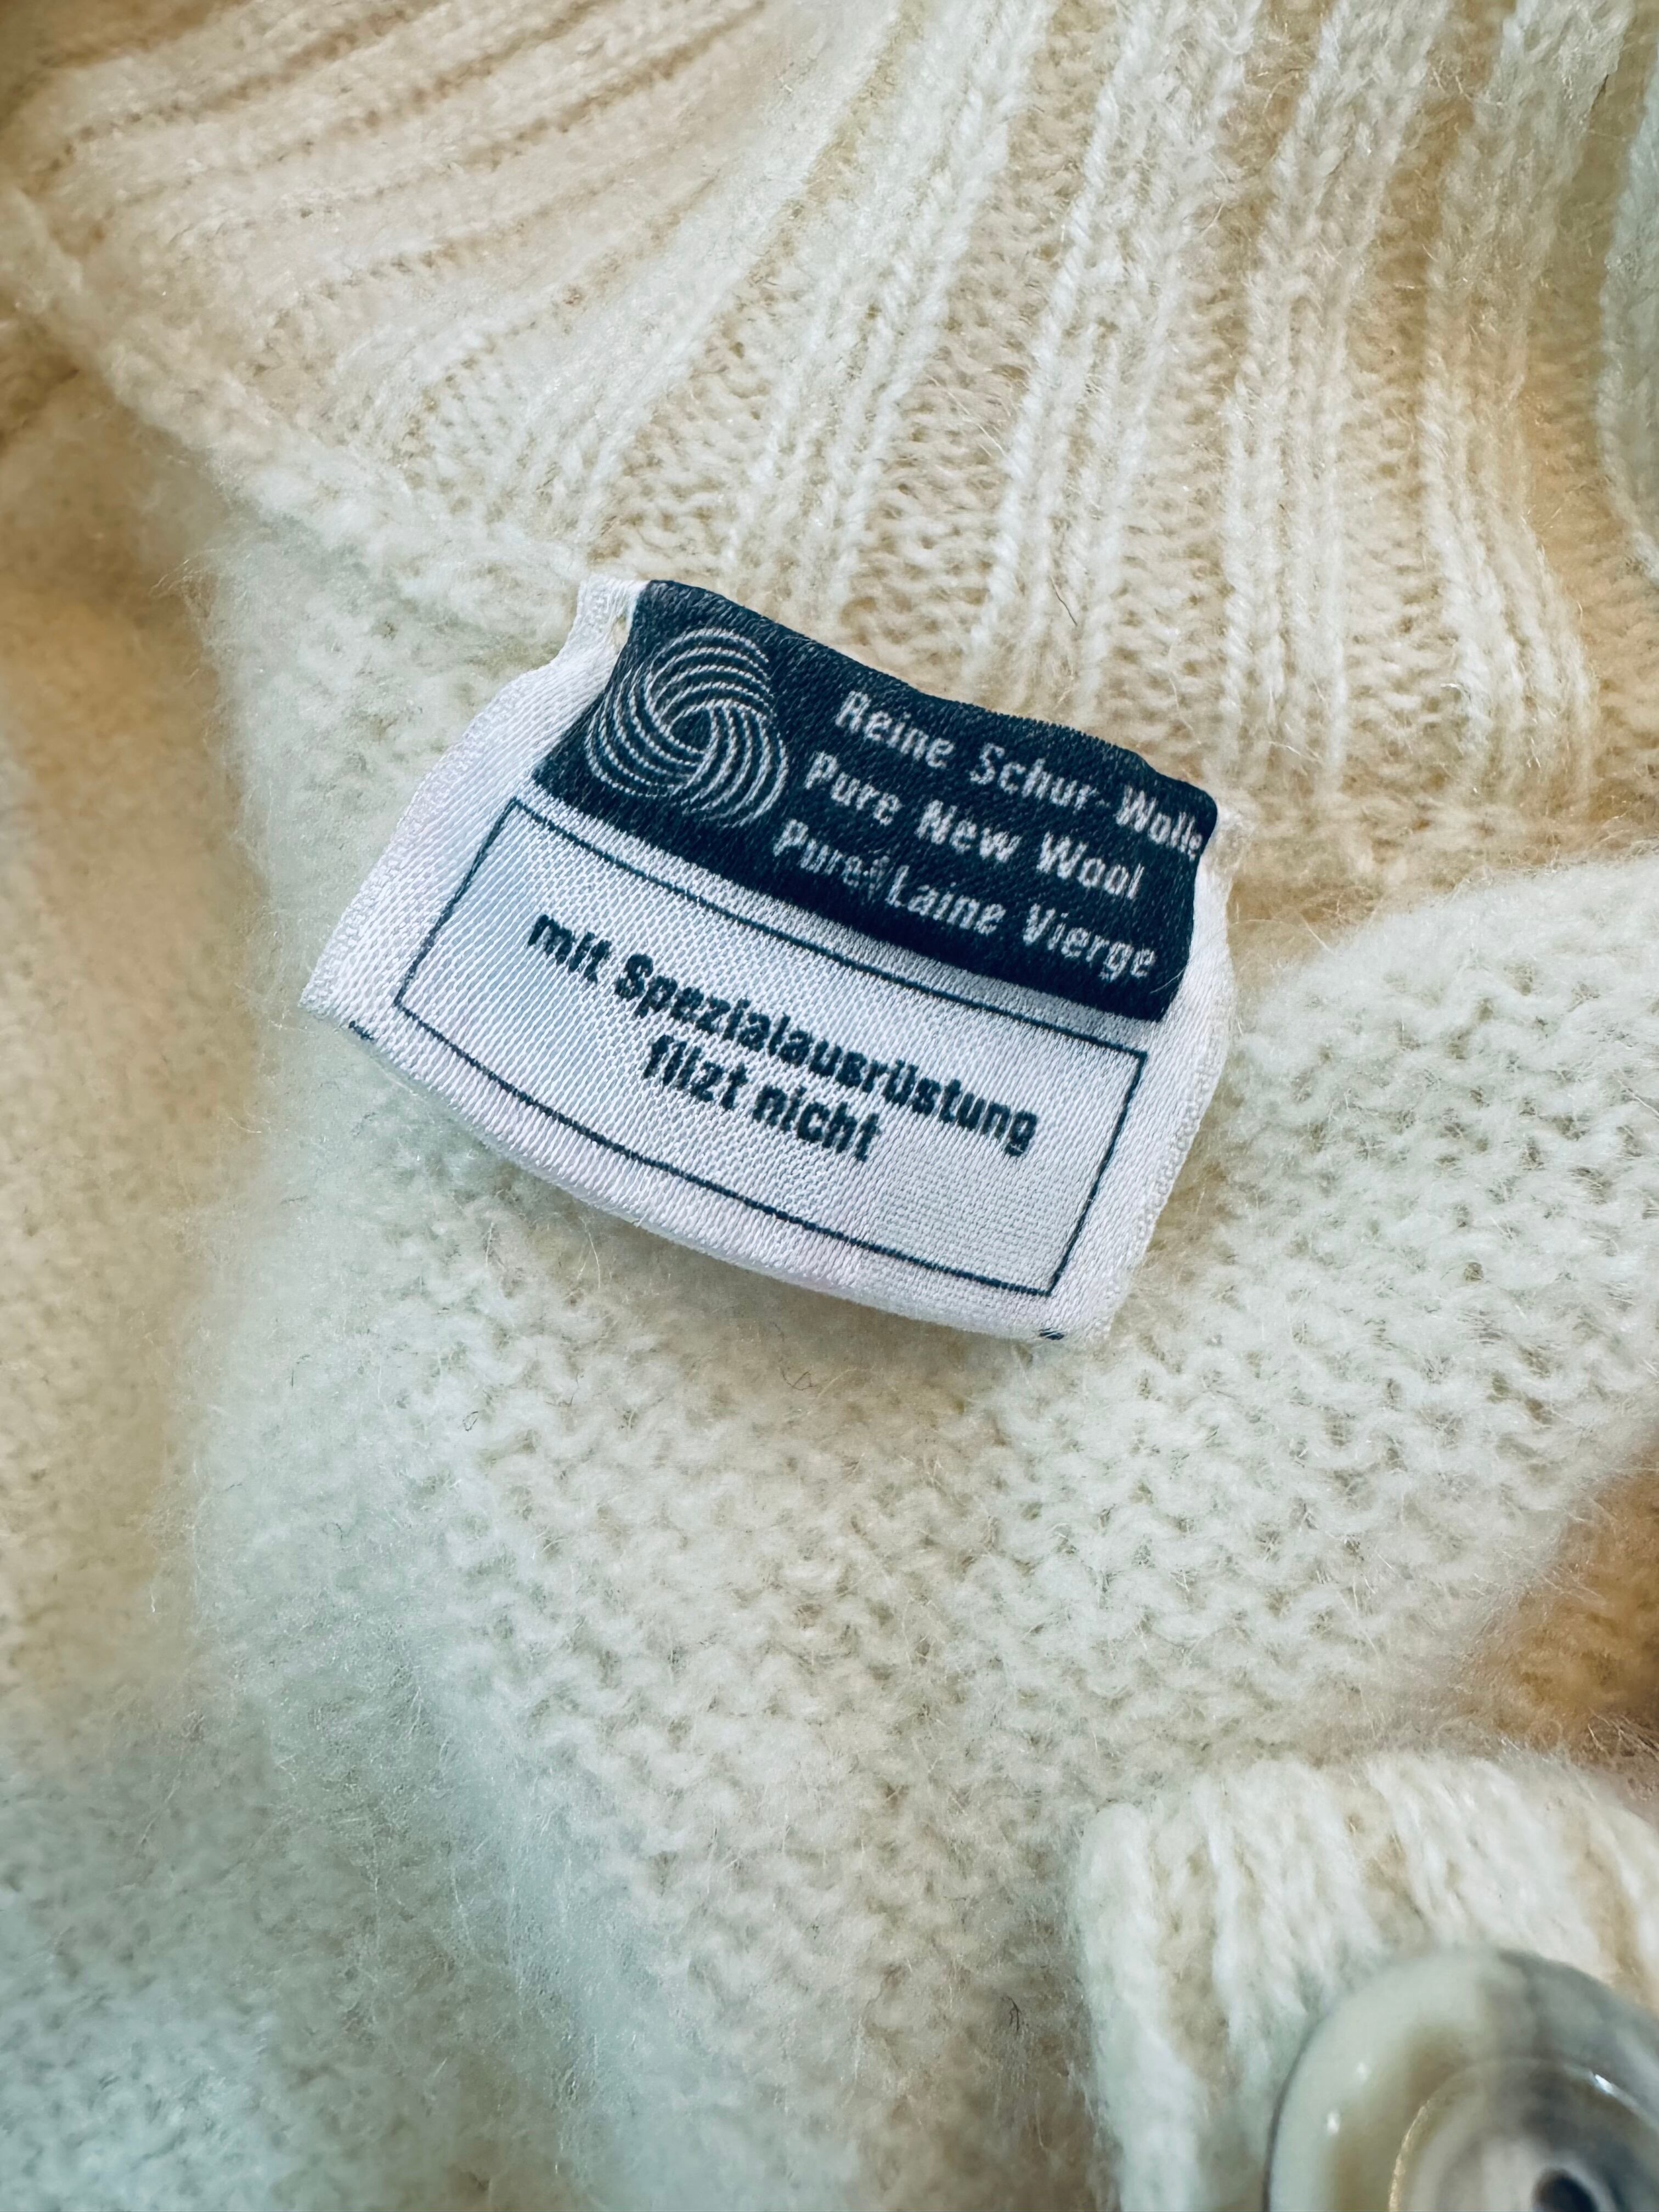 Reine Schur-Wolle
Pure New Wool
Pure Laine Vierge
mit Spezialausrüstung
filzt nicht